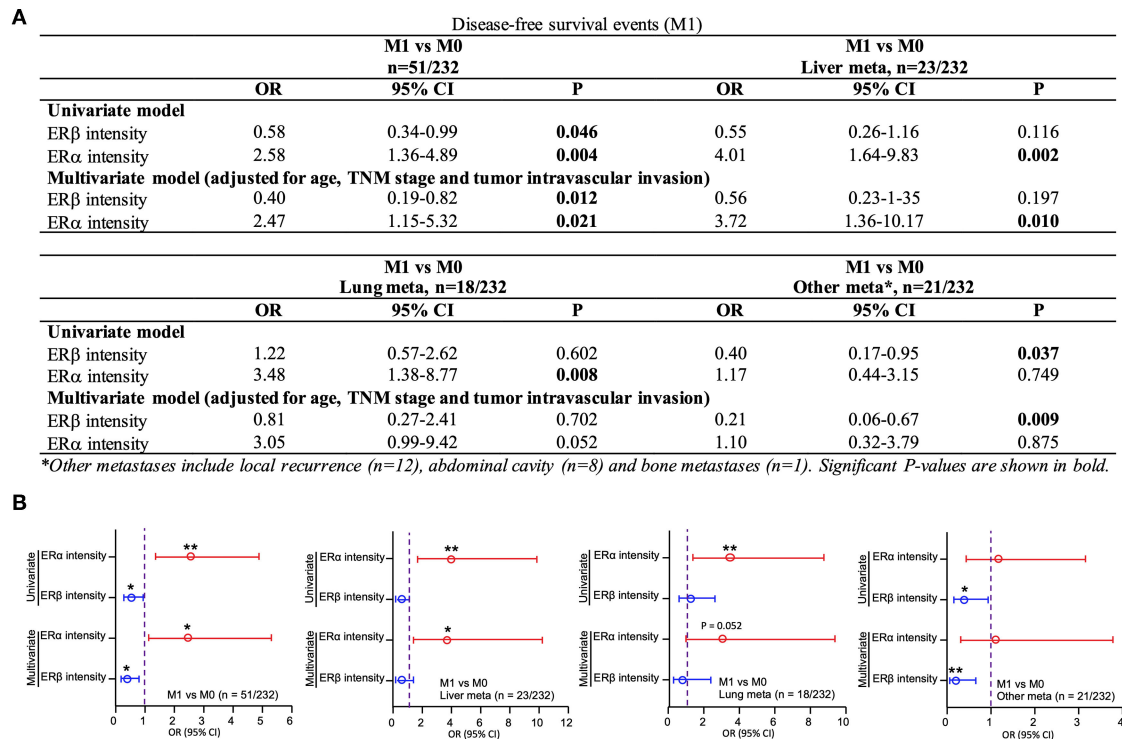 A
Disease-free survival events (M1)
M1 vs M0 M1 vs M0
n=51/232 Liver meta, n=23/232
OR 95% CI P OR 95% CI P
Univariate model
ERβ intensity 0.58 0.34-0.99 0.046 0.55 0.26-1.16 0.116
ERα intensity 2.58 1.36-4.89 0.004 4.01 1.64-9.83 0.002
Multivariate model (adjusted for age, TNM stage and tumor intravascular invasion)
ERβ intensity 0.40 0.19-0.82 0.012 0.56 0.23-1-35 0.197
ERα intensity 2.47 1.15-5.32 0.021 3.72 1.36-10.17 0.010
M1 vs M0 M1 vs M0
Lung meta, n=18/232 Other meta*, n=21/232
OR 95% CI P OR 95% CI P
Univariate model
ERβ intensity 1.22 0.57-2.62 0.602 0.40 0.17-0.95 0.037
ERα intensity 3.48 1.38-8.77 0.008 1.17 0.44-3.15 0.749
Multivariate model (adjusted for age, TNM stage and tumor intravascular invasion)
ERβ intensity 0.81 0.27-2.41 0.702 0.21 0.06-0.67 0.009
ERα intensity 3.05 0.99-9.42 0.052 1.10 0.32-3.79 0.875
*Other metastases include local recurrence (n=12), abdominal cavity (n=8) and bone metastases (n=1). Significant P-values are shown in bold.
B
Univariate
ERα intensity
**
ERβ intensity
*
Multivariate
ERα intensity
*
ERβ intensity
*
M1 vs M0 (n = 51/232)
0 1 2 3 4 5 6
OR (95% CI)
Univariate
ERα intensity
**
ERβ intensity
Multivariate
ERα intensity
*
ERβ intensity
M1 vs M0
Liver meta (n = 23/232)
0 2 4 6 8 10 12
OR (95% CI)
Univariate
ERα intensity
**
ERβ intensity
Multivariate
ERα intensity
P = 0.052
ERβ intensity
M1 vs M0
Lung meta (n = 18/232)
0 2 4 6 8 10
OR (95% CI)
Univariate
ERα intensity
ERβ intensity
*
Multivariate
ERα intensity
ERβ intensity
**
M1 vs M0
Other meta (n = 21/232)
0 1 2 3 4
OR (95% CI)